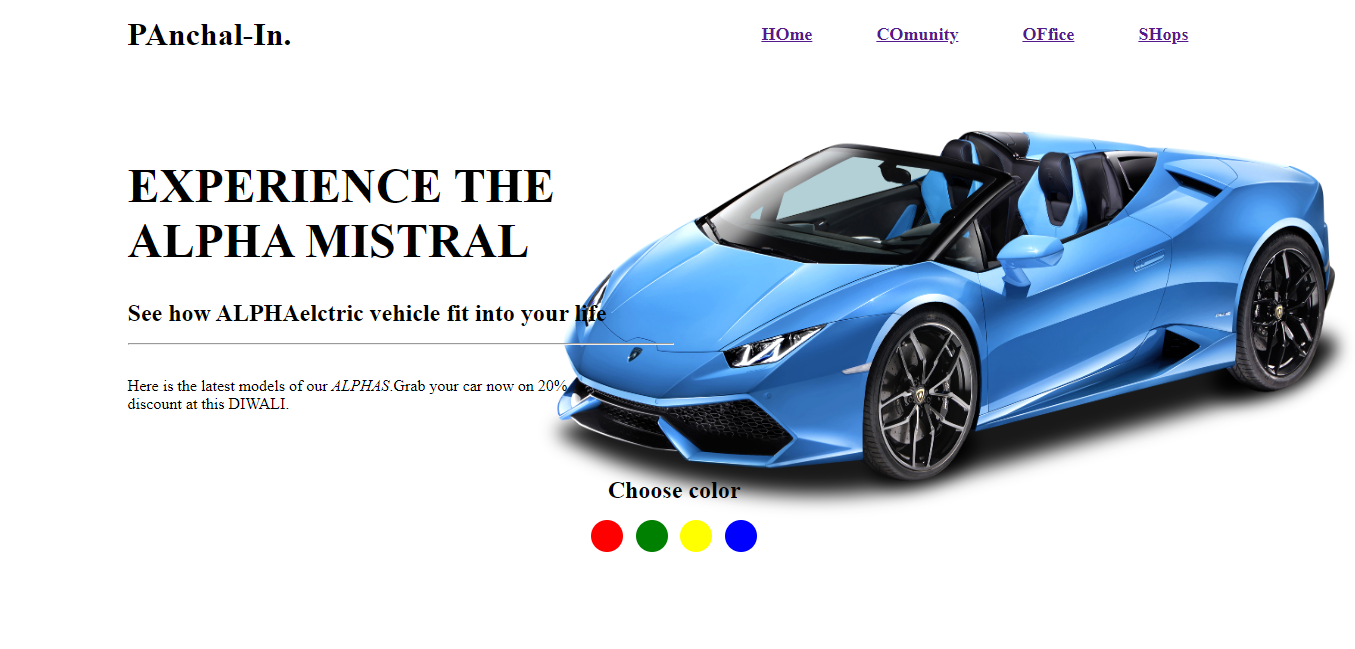 PAnchal-In.
HOme COmunity OFfice SHops
EXPERIENCE THE
ALPHA MISTRAL
See how ALPHAelctric vehicle fit into your life
Here is the latest models of our ALPHAS.Grab your car now on 20%
discount at this DIWALI.
Choose color